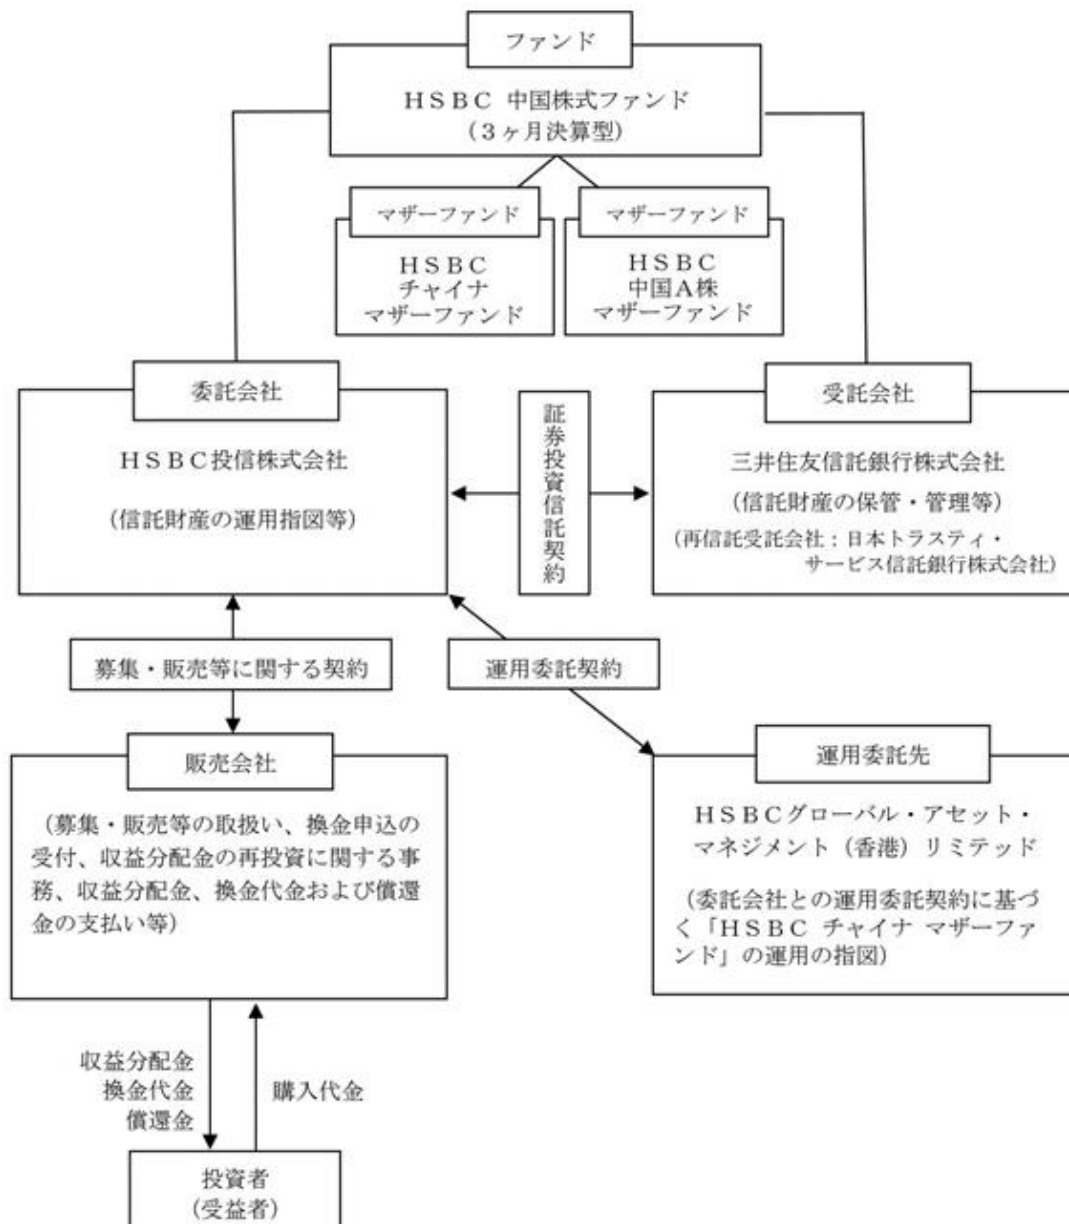 ファンド
HSBC 中国株式ファンド
(3ヶ月決算型)
マザーファンド
HSBC
チャイナ
マザーファンド
マザーファンド
HSBC
中国A株
マザーファンド
委託会社
HSBC投信株式会社
(信託財産の運用指図等)
証券投資信託契約
受託会社
三井住友信託銀行株式会社
(信託財産の保管・管理等)
(再信託受託会社:日本トラスティ・
サービス信託銀行株式会社)
募集・販売等に関する契約
運用委託契約
販売会社
(募集・販売等の取扱い、換金申込の
受付、収益分配金の再投資に関する事
務、収益分配金、換金代金および償還
金の支払い等)
運用委託先
HSBCグローバル・アセット・
マネジメント(香港)リミテッド
(委託会社との運用委託契約に基づ
く「HSBC チャイナ マザーファ
ンド」の運用の指図)
収益分配金
換金代金
償還金
購入代金
投資者
(受益者)